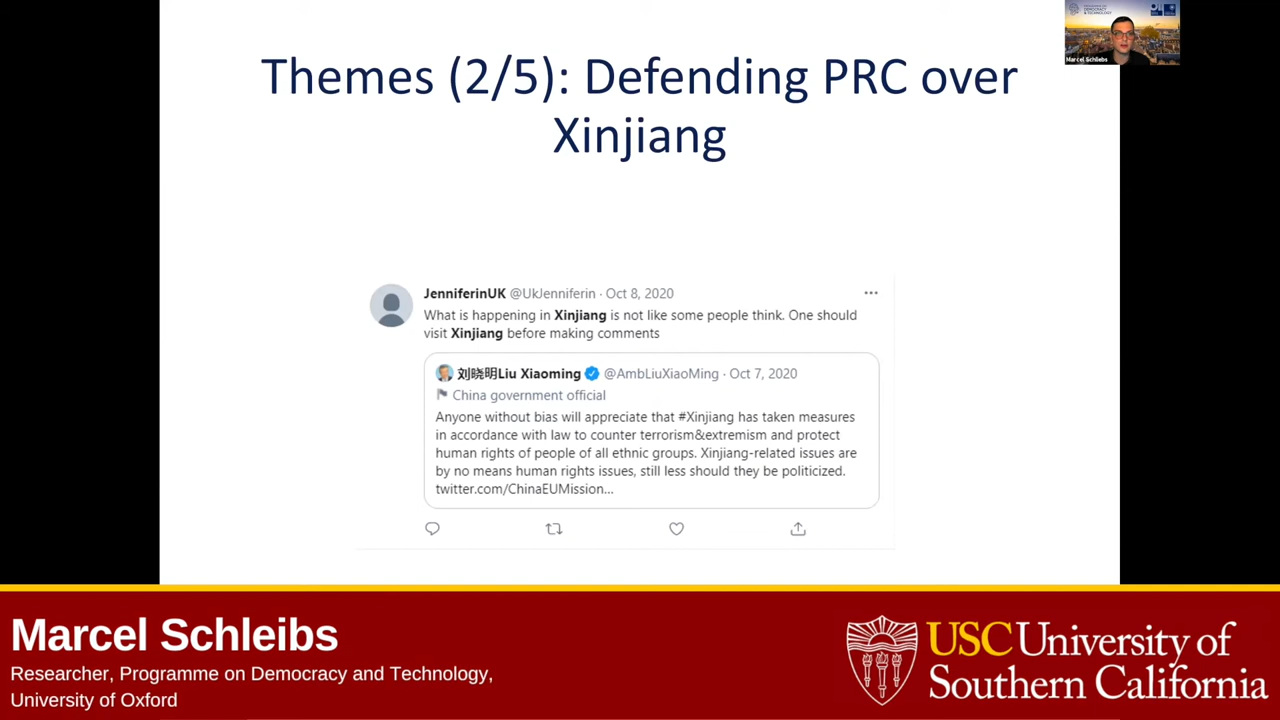 DEMOCRACY
& TECHNOLOGY
Marcel Schliebs
Themes (2/5): Defending PRC over
Xinjiang
JenniferinUK @UkJenniferin · Oct 8, 2020
What is happening in Xinjiang is not like some people think. One should
visit Xinjiang before making comments
刘晓明Liu Xiaoming @AmbLiuXiaoMing · Oct 7, 2020
China government official
Anyone without bias will appreciate that #Xinjiang has taken measures
in accordance with law to counter terrorism&extremism and protect
human rights of people of all ethnic groups. Xinjiang-related issues are
by no means human rights issues, still less should they be politicized.
twitter.com/ChinaEUMission...
Marcel Schleibs
Researcher, Programme on Democracy and Technology,
University of Oxford
USC University of
Southern California